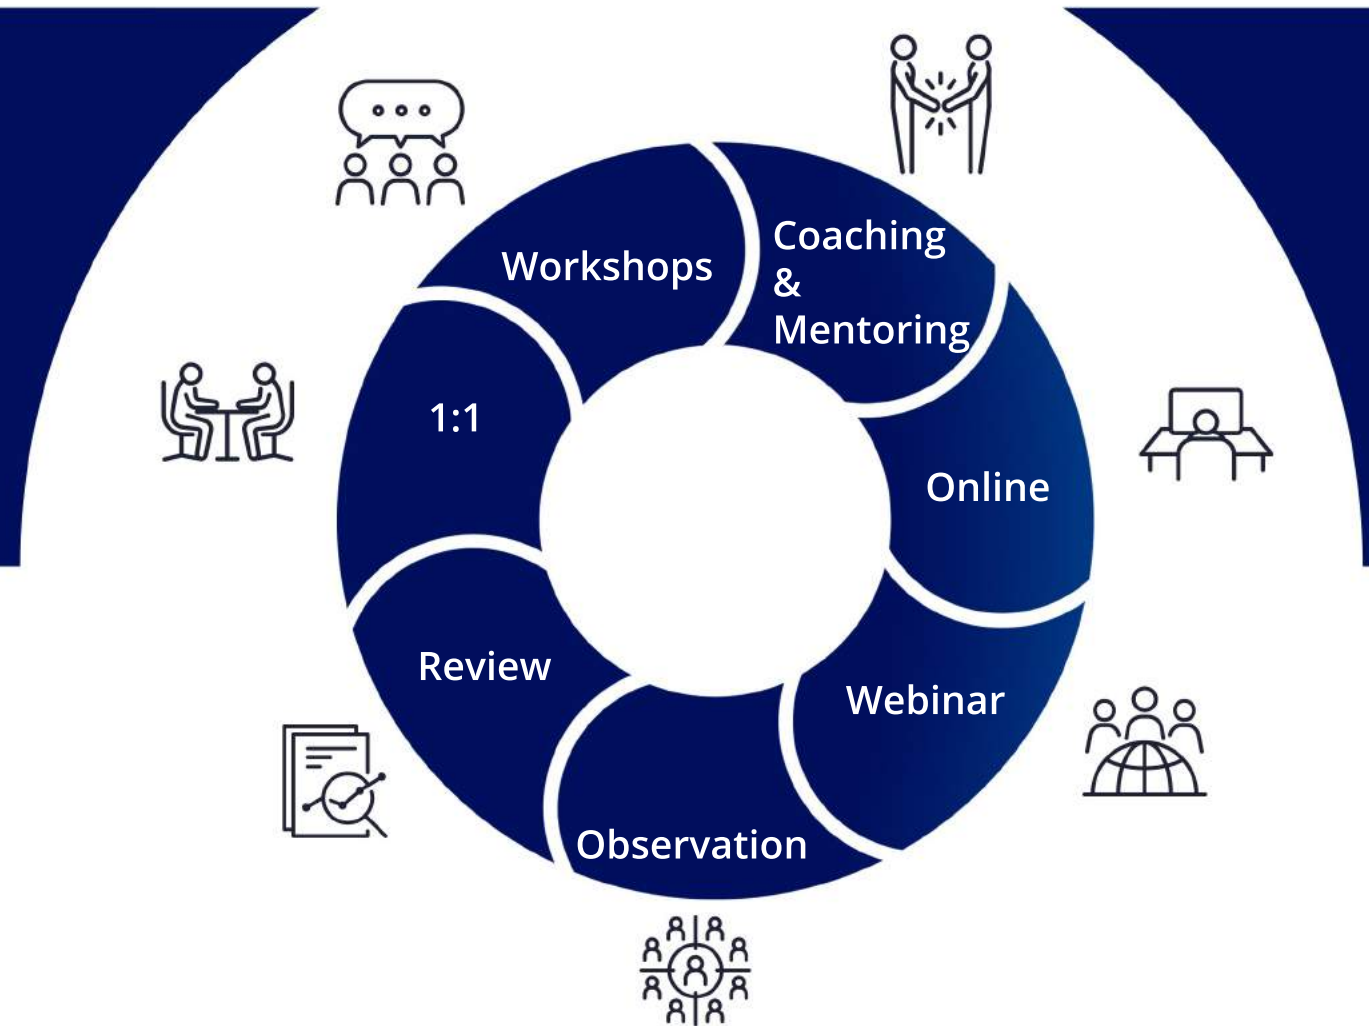 Workshops
Coaching
&
Mentoring
1:1
Online
Review
Webinar
Observation